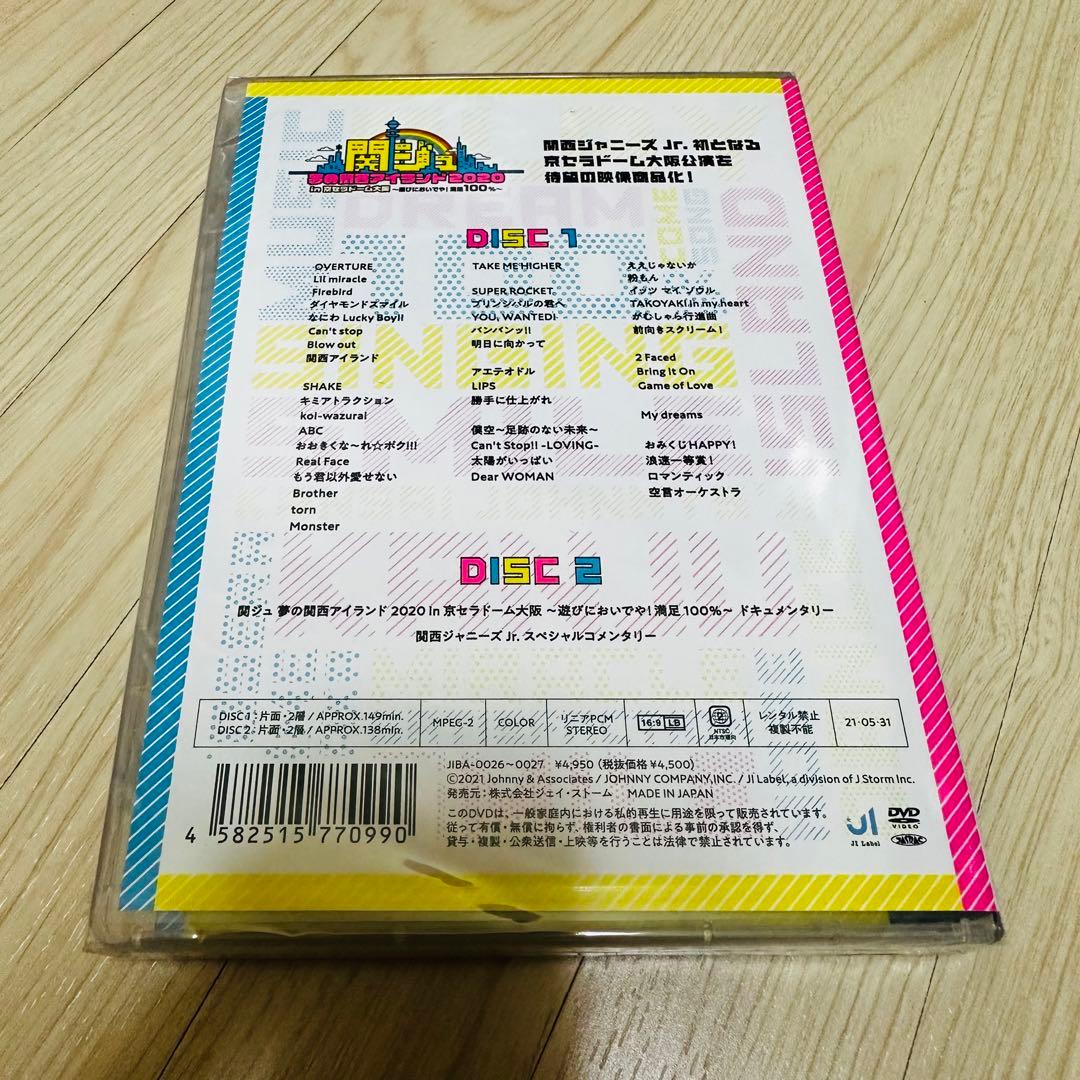 関ジュ
夢の関西アイランド2020
in 京セラドーム大阪 ～遊びにおいでや！満足100%～
関西ジャニーズ Jr. 初となる
京セラドーム大阪公演を
待望の映像商品化！
DREAM
SINGING
SMILE
DISC 1
OVERTURE
Lil miracle
Firebird
ダイヤモンドスマイル
なにわ Lucky Boy!!
Can't stop
Blow out
関西アイランド
SHAKE
キミアトラクション
koi-wazurai
ABC
おおきくな〜れ☆ボク!!!
Real Face
もう君以外愛せない
Brother
torn
Monster
TAKE ME HIGHER
SUPER ROCKET
プリンシパルの君へ
YOU, WANTED!
バンバンッ!!
明日に向かって
アエテオドル
LIPS
勝手に仕上がれ
僕空～足跡のない未来～
Can't Stop!! -LOVING-
太陽がいっぱい
Dear WOMAN
ええじゃないか
粉もん
イッツ マイ ソウル
TAKOYAKI in my heart
がむしゃら行進曲
前向きスクリーム！
2 Faced
Bring It On
Game of Love
My dreams
おみくじHAPPY！
浪速一等賞！
ロマンティック
空言オーケストラ
DISC 2
関ジュ 夢の関西アイランド 2020 in 京セラドーム大阪 ～遊びにおいでや！満足 100%～ ドキュメンタリー
関西ジャニーズ Jr. スペシャルコメンタリー
DISC 1：片面・2層 / APPROX.149min.
DISC 2：片面・2層 / APPROX.138min.
MPEG-2
COLOR
リニアPCM
STEREO
16:9 LB
2
NTSC
日本市場向
レンタル禁止
複製不能
21・05・31
JIBA-0026～0027 ¥4,950（税抜価格 ¥4,500）
©2021 Johnny & Associates / JOHNNY COMPANY,INC. / JI Label, a division of J Storm Inc.
発売元：株式会社ジェイ・ストーム MADE IN JAPAN
このDVDは、一般家庭内における私的再生に用途を限って販売されています。
従って有償・無償に拘らず、権利者の書面による事前の承認を得ず、
貸与・複製・公衆送信・上映等を行うことは法律で禁止されています。
4 582515 770990
JI
JI Label
DVD
VIDEO